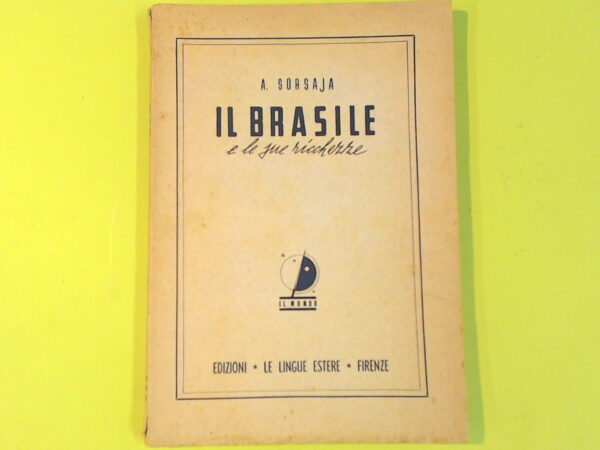 A. SORSAJA
IL BRASILE
e le sue ricchezze
IL MONDO
EDIZIONI * LE LINGUE ESTERE * FIRENZE